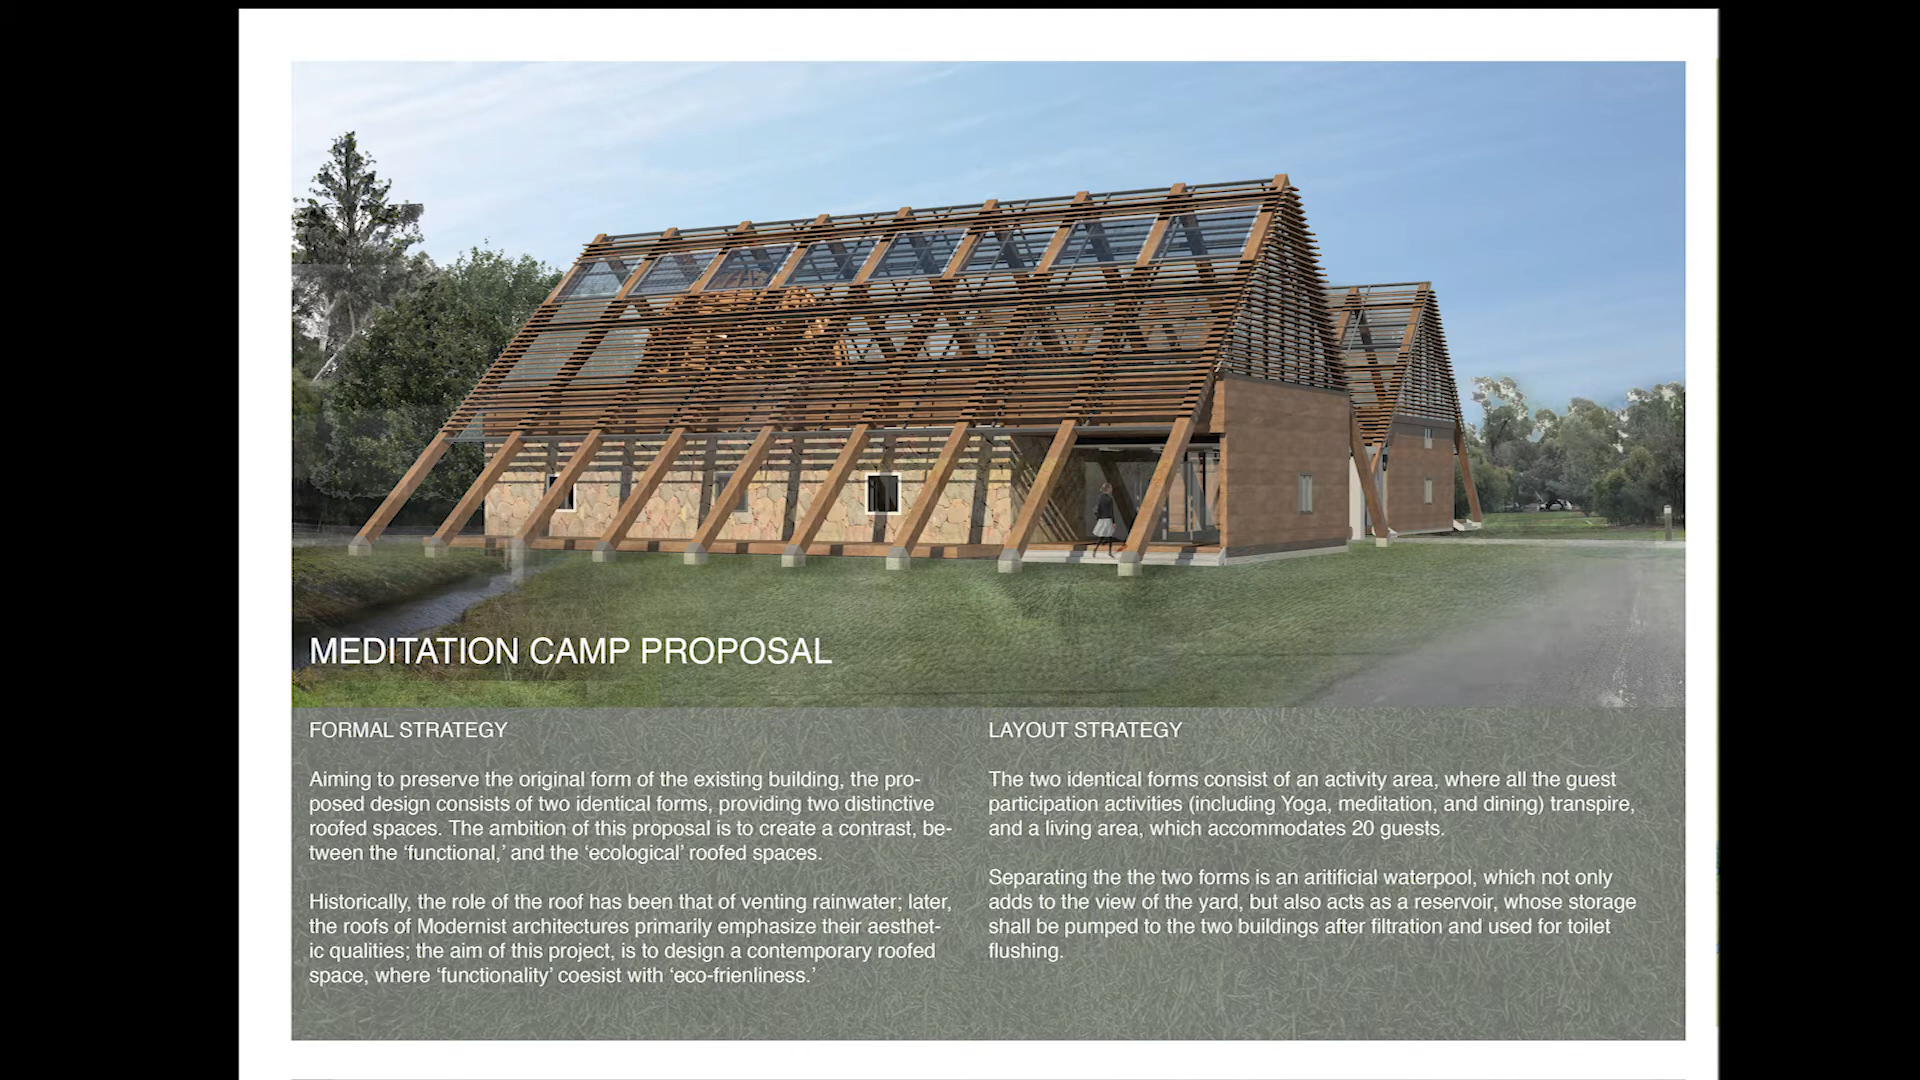 MEDITATION CAMP PROPOSAL
FORMAL STRATEGY
Aiming to preserve the original form of the existing building, the pro-
posed design consists of two identical forms, providing two distinctive
roofed spaces. The ambition of this proposal is to create a contrast, be-
tween the ‘functional,’ and the ‘ecological’ roofed spaces.
Historically, the role of the roof has been that of venting rainwater; later,
the roofs of Modernist architectures primarily emphasize their aesthet-
ic qualities; the aim of this project, is to design a contemporary roofed
space, where ‘functionality’ coesist with ‘eco-frienliness.’
LAYOUT STRATEGY
The two identical forms consist of an activity area, where all the guest
participation activities (including Yoga, meditation, and dining) transpire,
and a living area, which accommodates 20 guests.
Separating the the two forms is an aritificial waterpool, which not only
adds to the view of the yard, but also acts as a reservoir, whose storage
shall be pumped to the two buildings after filtration and used for toilet
flushing.